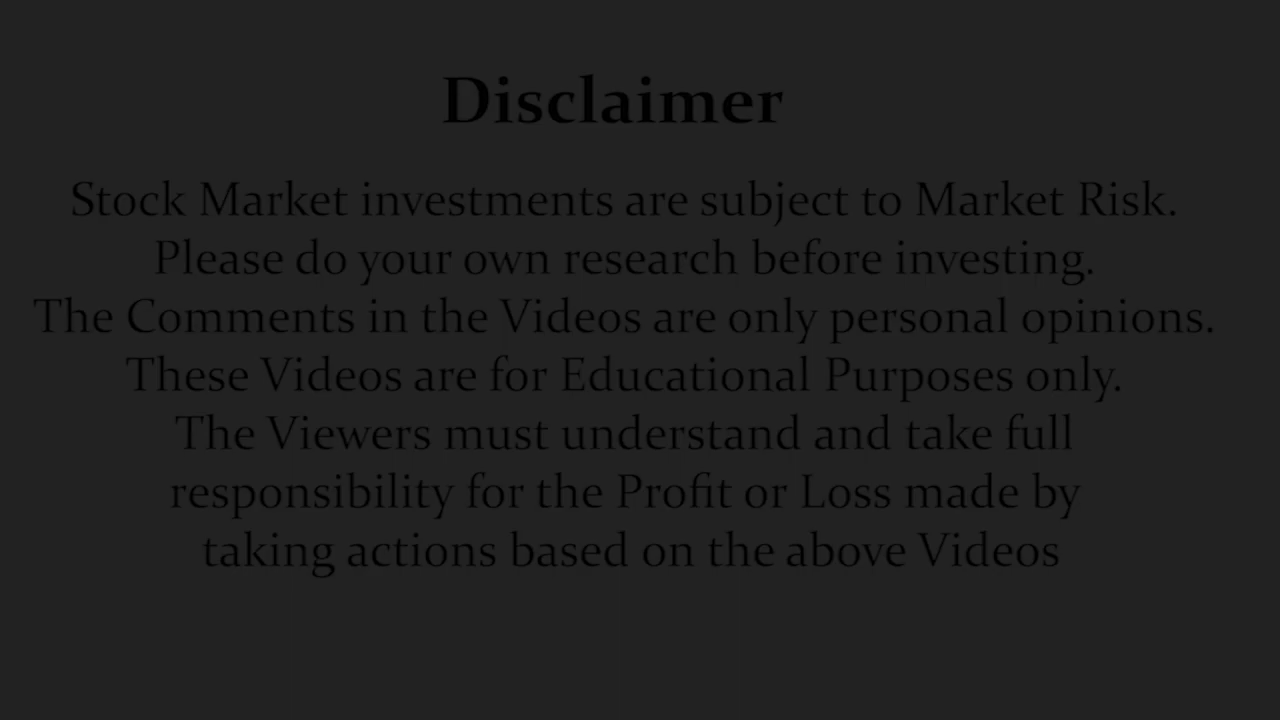 Disclaimer
Stock Market investments are subject to Market Risk.
Please do your own research before investing.
The Comments in the Videos are only personal opinions.
These Videos are for Educational Purposes only.
The Viewers must understand and take full
responsibility for the Profit or Loss made by
taking actions based on the above Videos